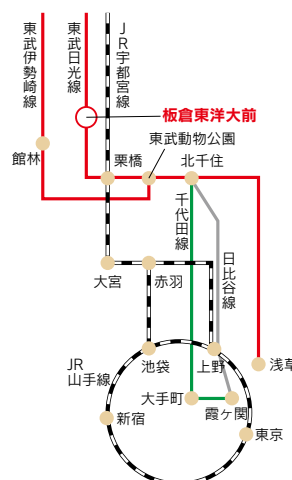 東武伊勢崎線
東武日光線
JR宇都宮線
板倉東洋大前
東武動物公園
館林
栗橋
北千住
千代田線
日比谷線
大宮
赤羽
JR
山手線
池袋
上野
浅草
大手町
霞ヶ関
新宿
東京